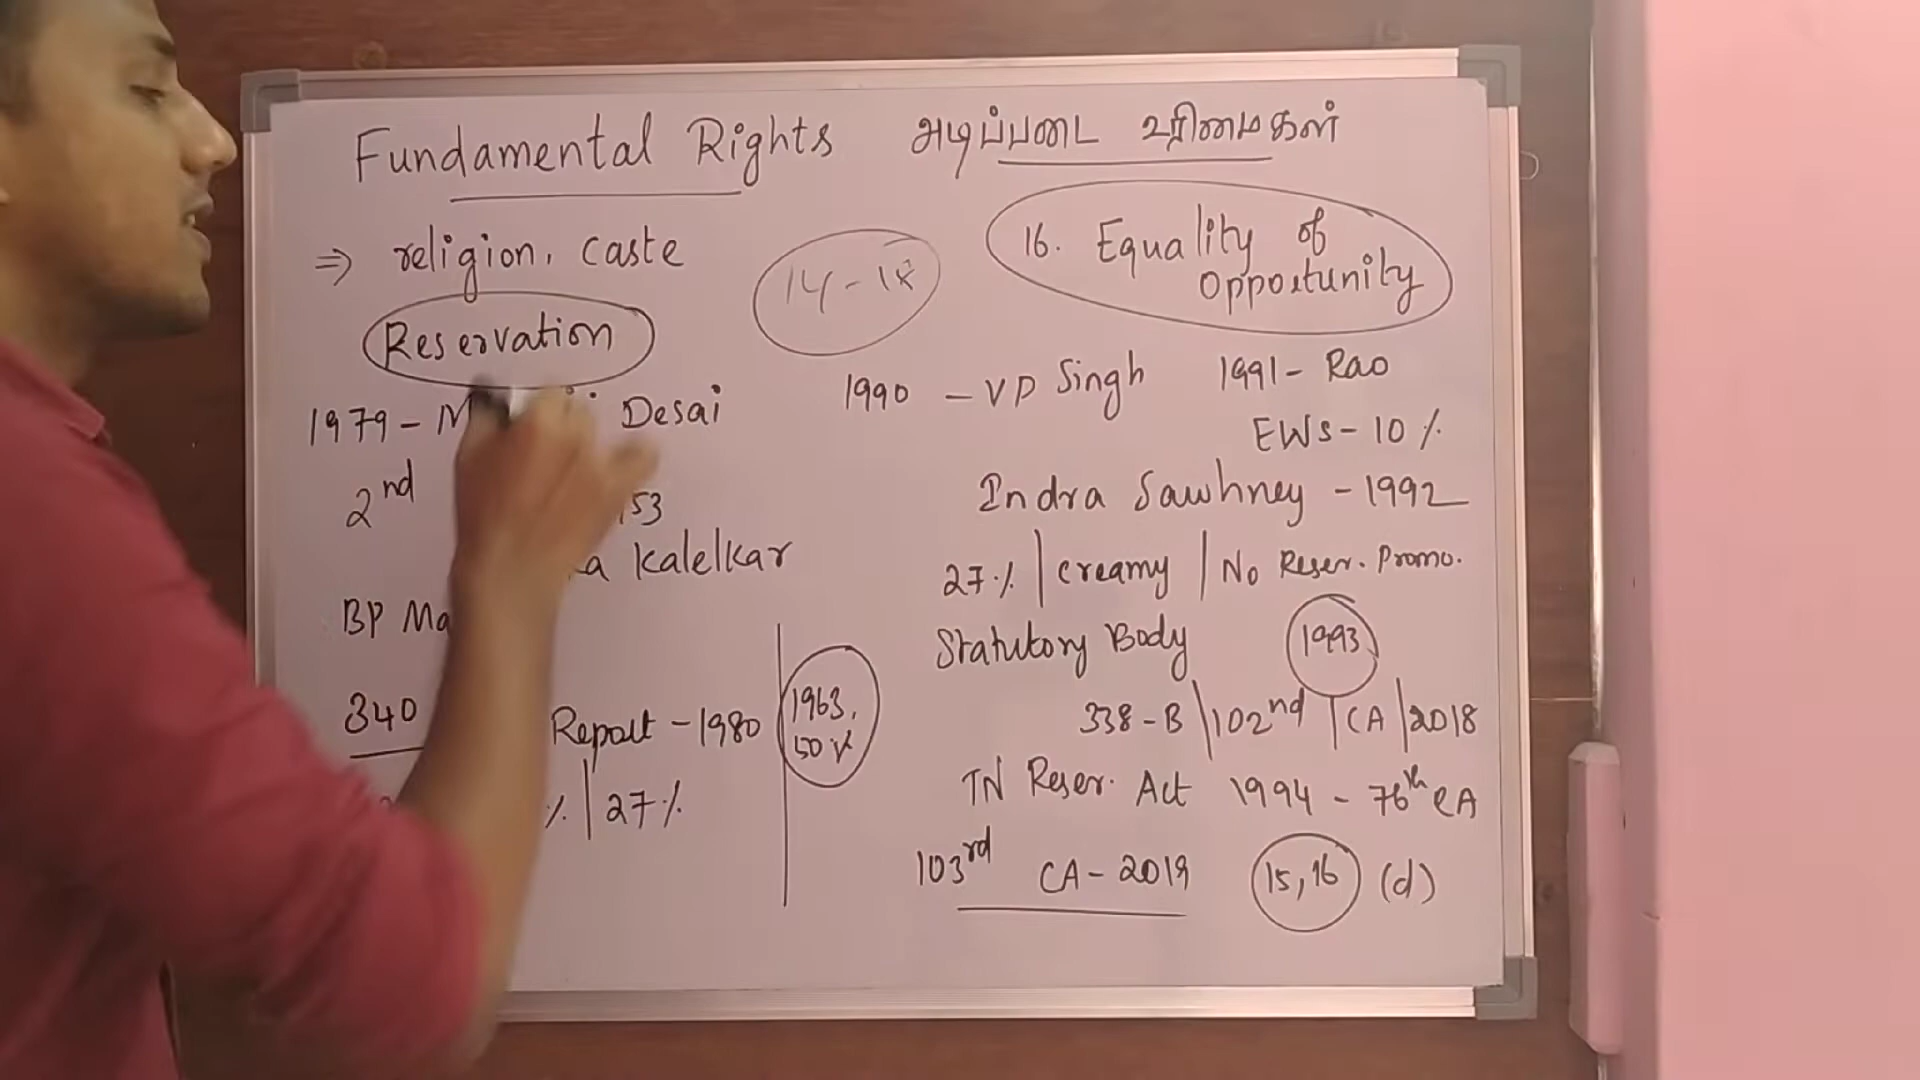 Fundamental Rights அடிப்படை உரிமைகள்
⇒ religion, caste
Reservation
1979 - Desai
2nd 53
Kalelkar
BP
340 Report - 1980
% | 27%
1963.
50%
14 - 18
16. Equality of
Opportunity
1990 - VP Singh 1991 - Rao
EWS - 10%
Indra Sawhney - 1992
27% | Creamy | No Reser. Promo.
Statutory Body 1993
338-B | 102nd | CA | 2018
TN Reser. Act 1994 - 76th CA
103rd CA - 2019 15, 16 (d)